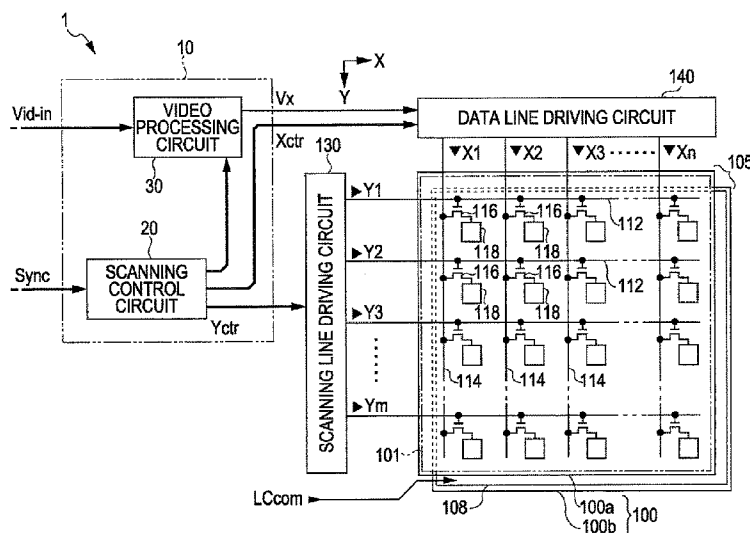 1
10
X
Y
140
Vid-in
VIDEO
PROCESSING
CIRCUIT
Vx
DATA LINE DRIVING CIRCUIT
Xctr
30
130
X1 X2 X3 Xn
105
Y1
116 116
112
118 118
20
Sync
SCANNING
CONTROL
CIRCUIT
Yctr
SCANNING LINE DRIVING CIRCUIT
Y2
116 116
112
118 118
Y3
114 114 114
Ym
101
LCcom
108
100a
100b
100